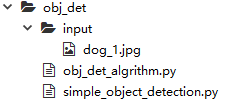 obj_det
input
dog_1.jpg
obj_det_algrithm.py
simple_object_detection.py